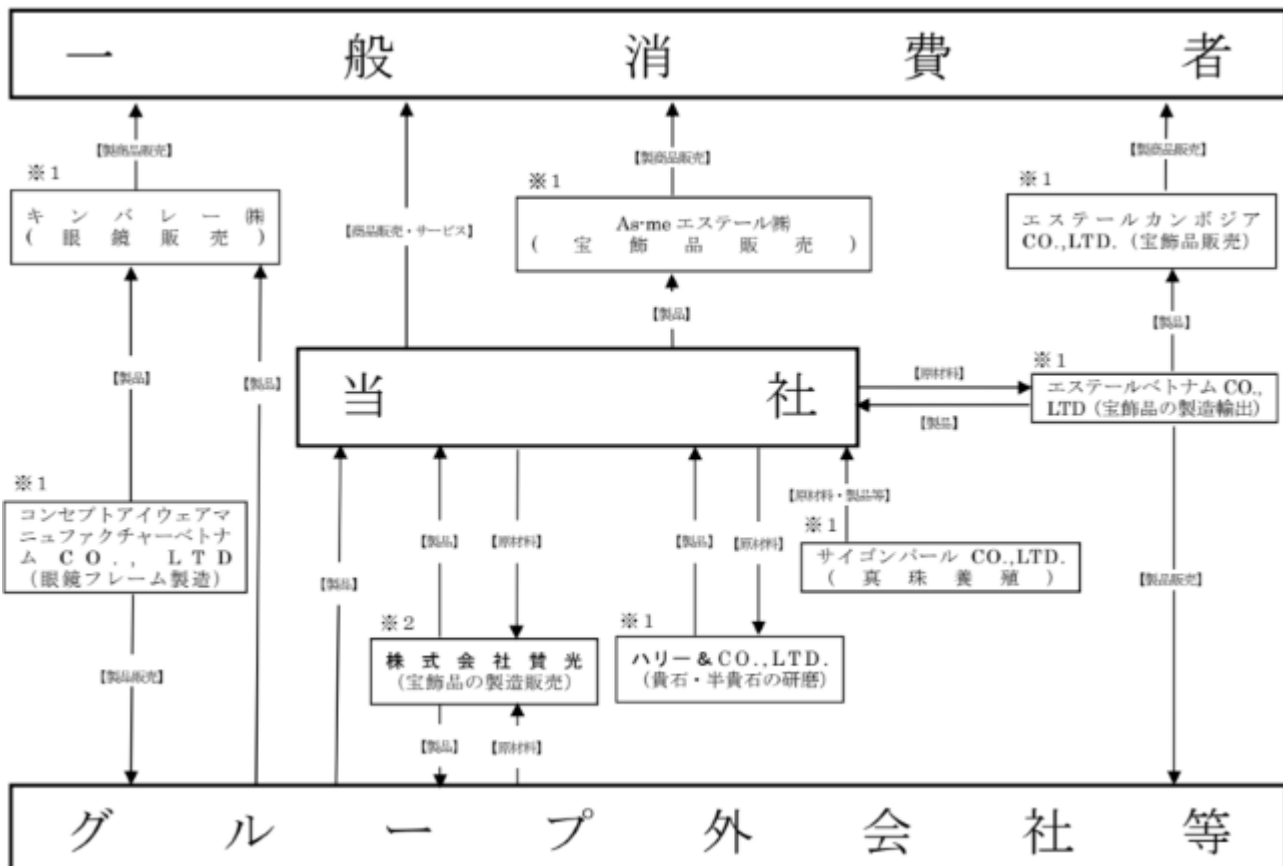 一般消費者
【製商品販売】
【製商品販売】
【製商品販売】
※1
キンバレー㈱
(眼鏡販売)
【商品販売・サービス】
※1
As-me エステール㈱
(宝飾品販売)
※1
エステールカンボジア
CO.,LTD.(宝飾品販売)
【製品】
【製品】
【製品】
【製品】
当社
【原材料】
【製品】
※1
エステールベトナム CO.,
LTD(宝飾品の製造輸出)
※1
コンセプトアイウェアマ
ニュファクチャーベトナ
ム CO., LTD
(眼鏡フレーム製造)
【製品】
【製品】
【原材料】
【製品】
【原材料】
【原材料・製品等】
※1
サイゴンパール CO.,LTD.
(真珠養殖)
【製品販売】
※2
株式会社賛光
(宝飾品の製造販売)
※1
ハリー&CO.,LTD.
(貴石・半貴石の研磨)
【製品販売】
【製品】
【原材料】
グループ外会社等